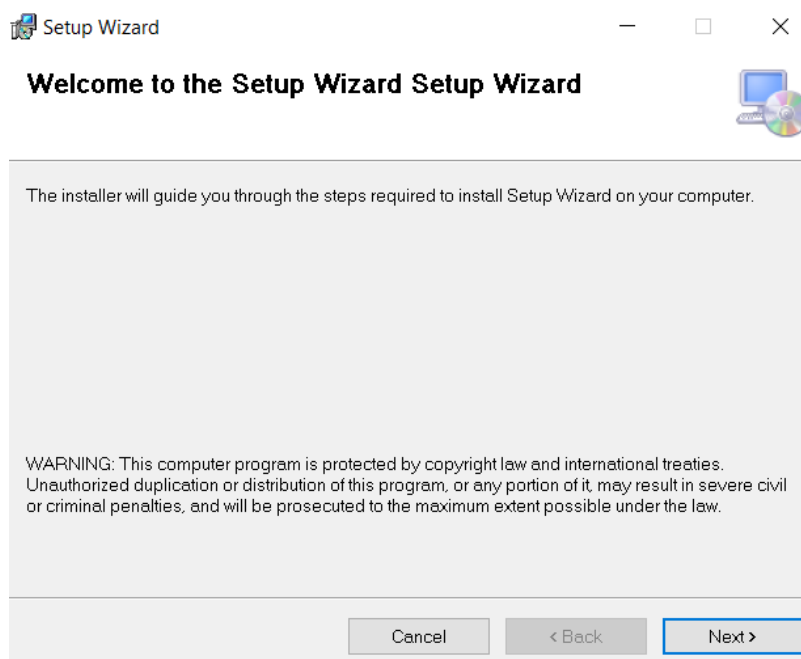 Setup Wizard
Welcome to the Setup Wizard Setup Wizard
The installer will guide you through the steps required to install Setup Wizard on your computer.
WARNING: This computer program is protected by copyright law and international treaties.
Unauthorized duplication or distribution of this program, or any portion of it, may result in severe civil
or criminal penalties, and will be prosecuted to the maximum extent possible under the law.
Cancel
< Back
Next >